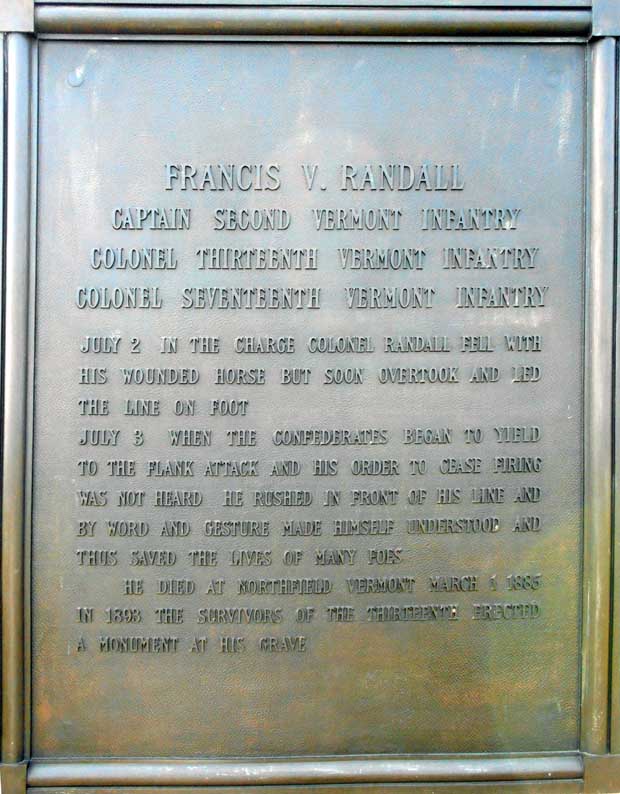 FRANCIS V. RANDALL
CAPTAIN SECOND VERMONT INFANTRY
COLONEL THIRTEENTH VERMONT INFANTRY
COLONEL SEVENTEENTH VERMONT INFANTRY
JULY 2 IN THE CHARGE COLONEL RANDALL FELL WITH
HIS WOUNDED HORSE BUT SOON OVERTOOK AND LED
THE LINE ON FOOT
JULY 3 WHEN THE CONFEDERATES BEGAN TO YIELD
TO THE FLANK ATTACK AND HIS ORDER TO CEASE FIRING
WAS NOT HEARD HE RUSHED IN FRONT OF HIS LINE AND
BY WORD AND GESTURE MADE HIMSELF UNDERSTOOD AND
THUS SAVED THE LIVES OF MANY FOES
HE DIED AT NORTHFIELD VERMONT MARCH 1 1885
IN 1893 THE SURVIVORS OF THE THIRTEENTH ERECTED
A MONUMENT AT HIS GRAVE